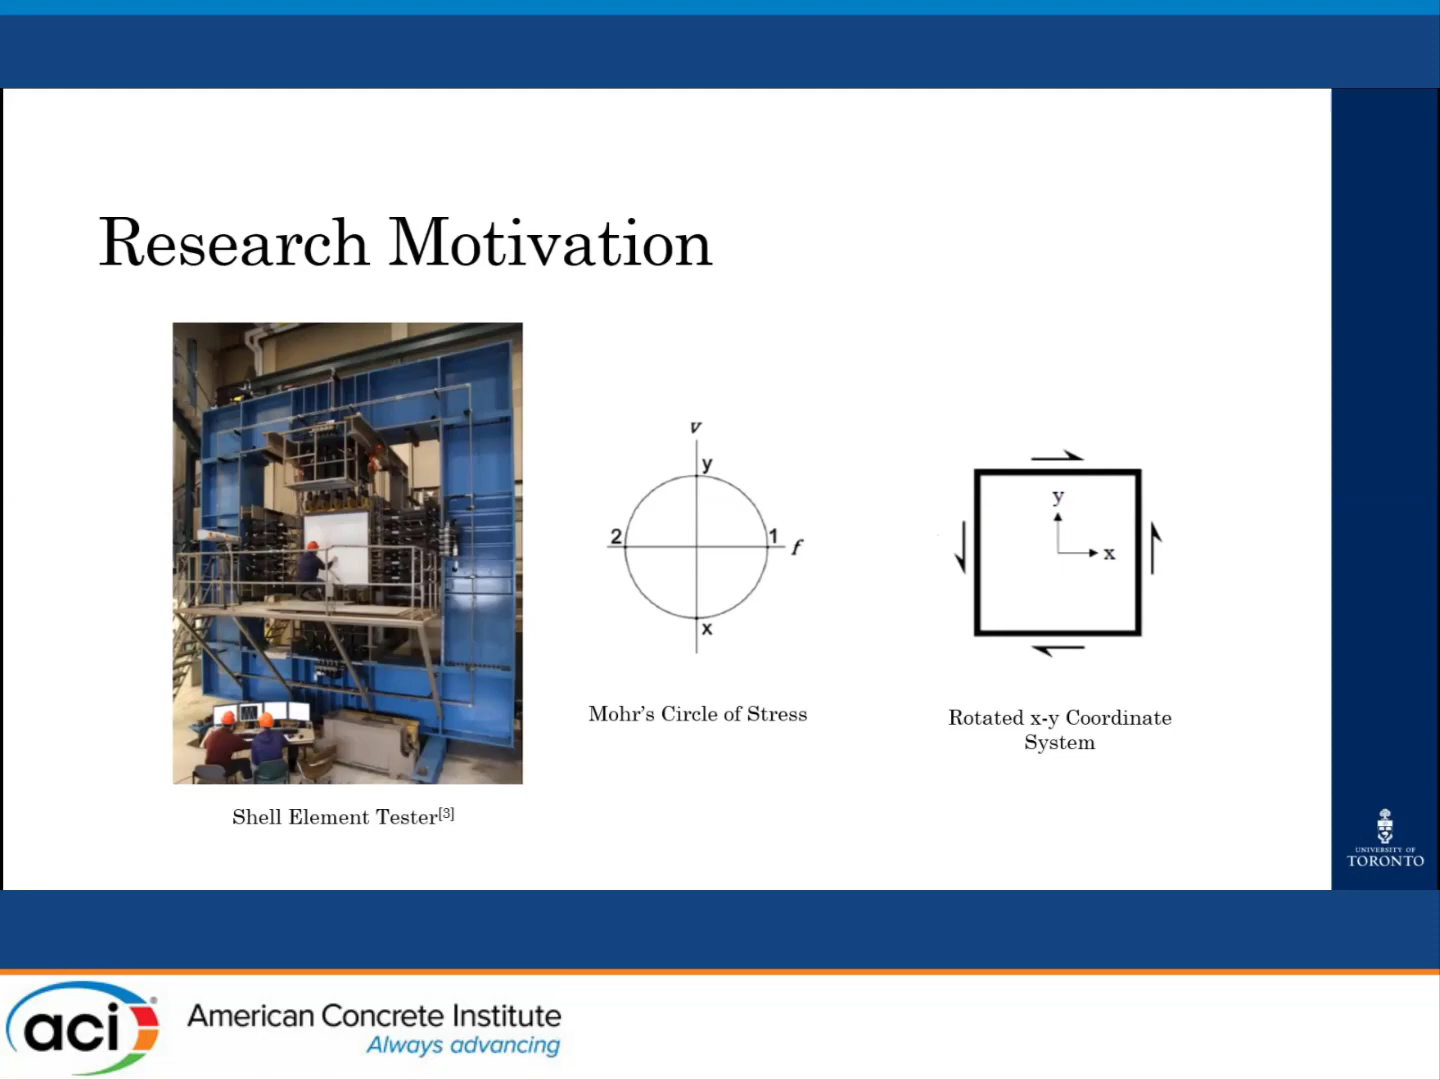 Research Motivation
v
y
2
1
f
x
Mohr's Circle of Stress
y
x
Rotated x-y Coordinate
System
Shell Element Tester[3]
UNIVERSITY OF
TORONTO
aci®
American Concrete Institute
Always advancing